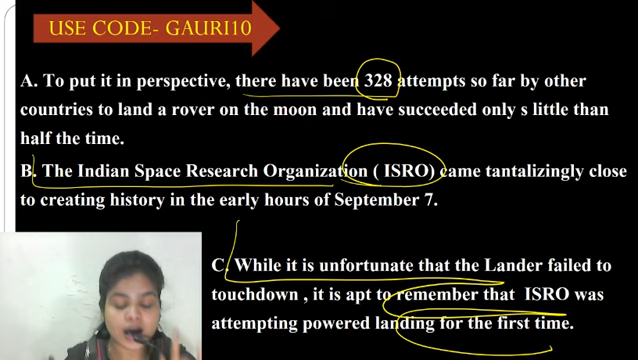 USE CODE- GAURI10
A. To put it in perspective, there have been 328 attempts so far by other
countries to land a rover on the moon and have succeeded only s little than
half the time.
B. The Indian Space Research Organization ( ISRO) came tantalizingly close
to creating history in the early hours of September 7.
C. While it is unfortunate that the Lander failed to
touchdown , it is apt to remember that ISRO was
attempting powered landing for the first time.